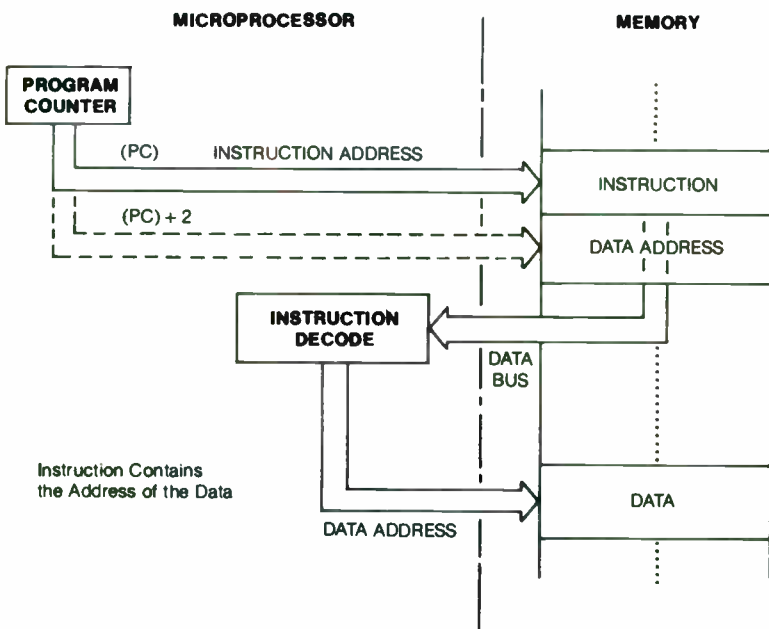 MICROPROCESSOR
MEMORY
PROGRAM
COUNTER
(PC)
INSTRUCTION ADDRESS
INSTRUCTION
(PC) + 2
DATA ADDRESS
INSTRUCTION
DECODE
DATA
BUS
Instruction Contains
the Address of the Data
DATA
DATA ADDRESS